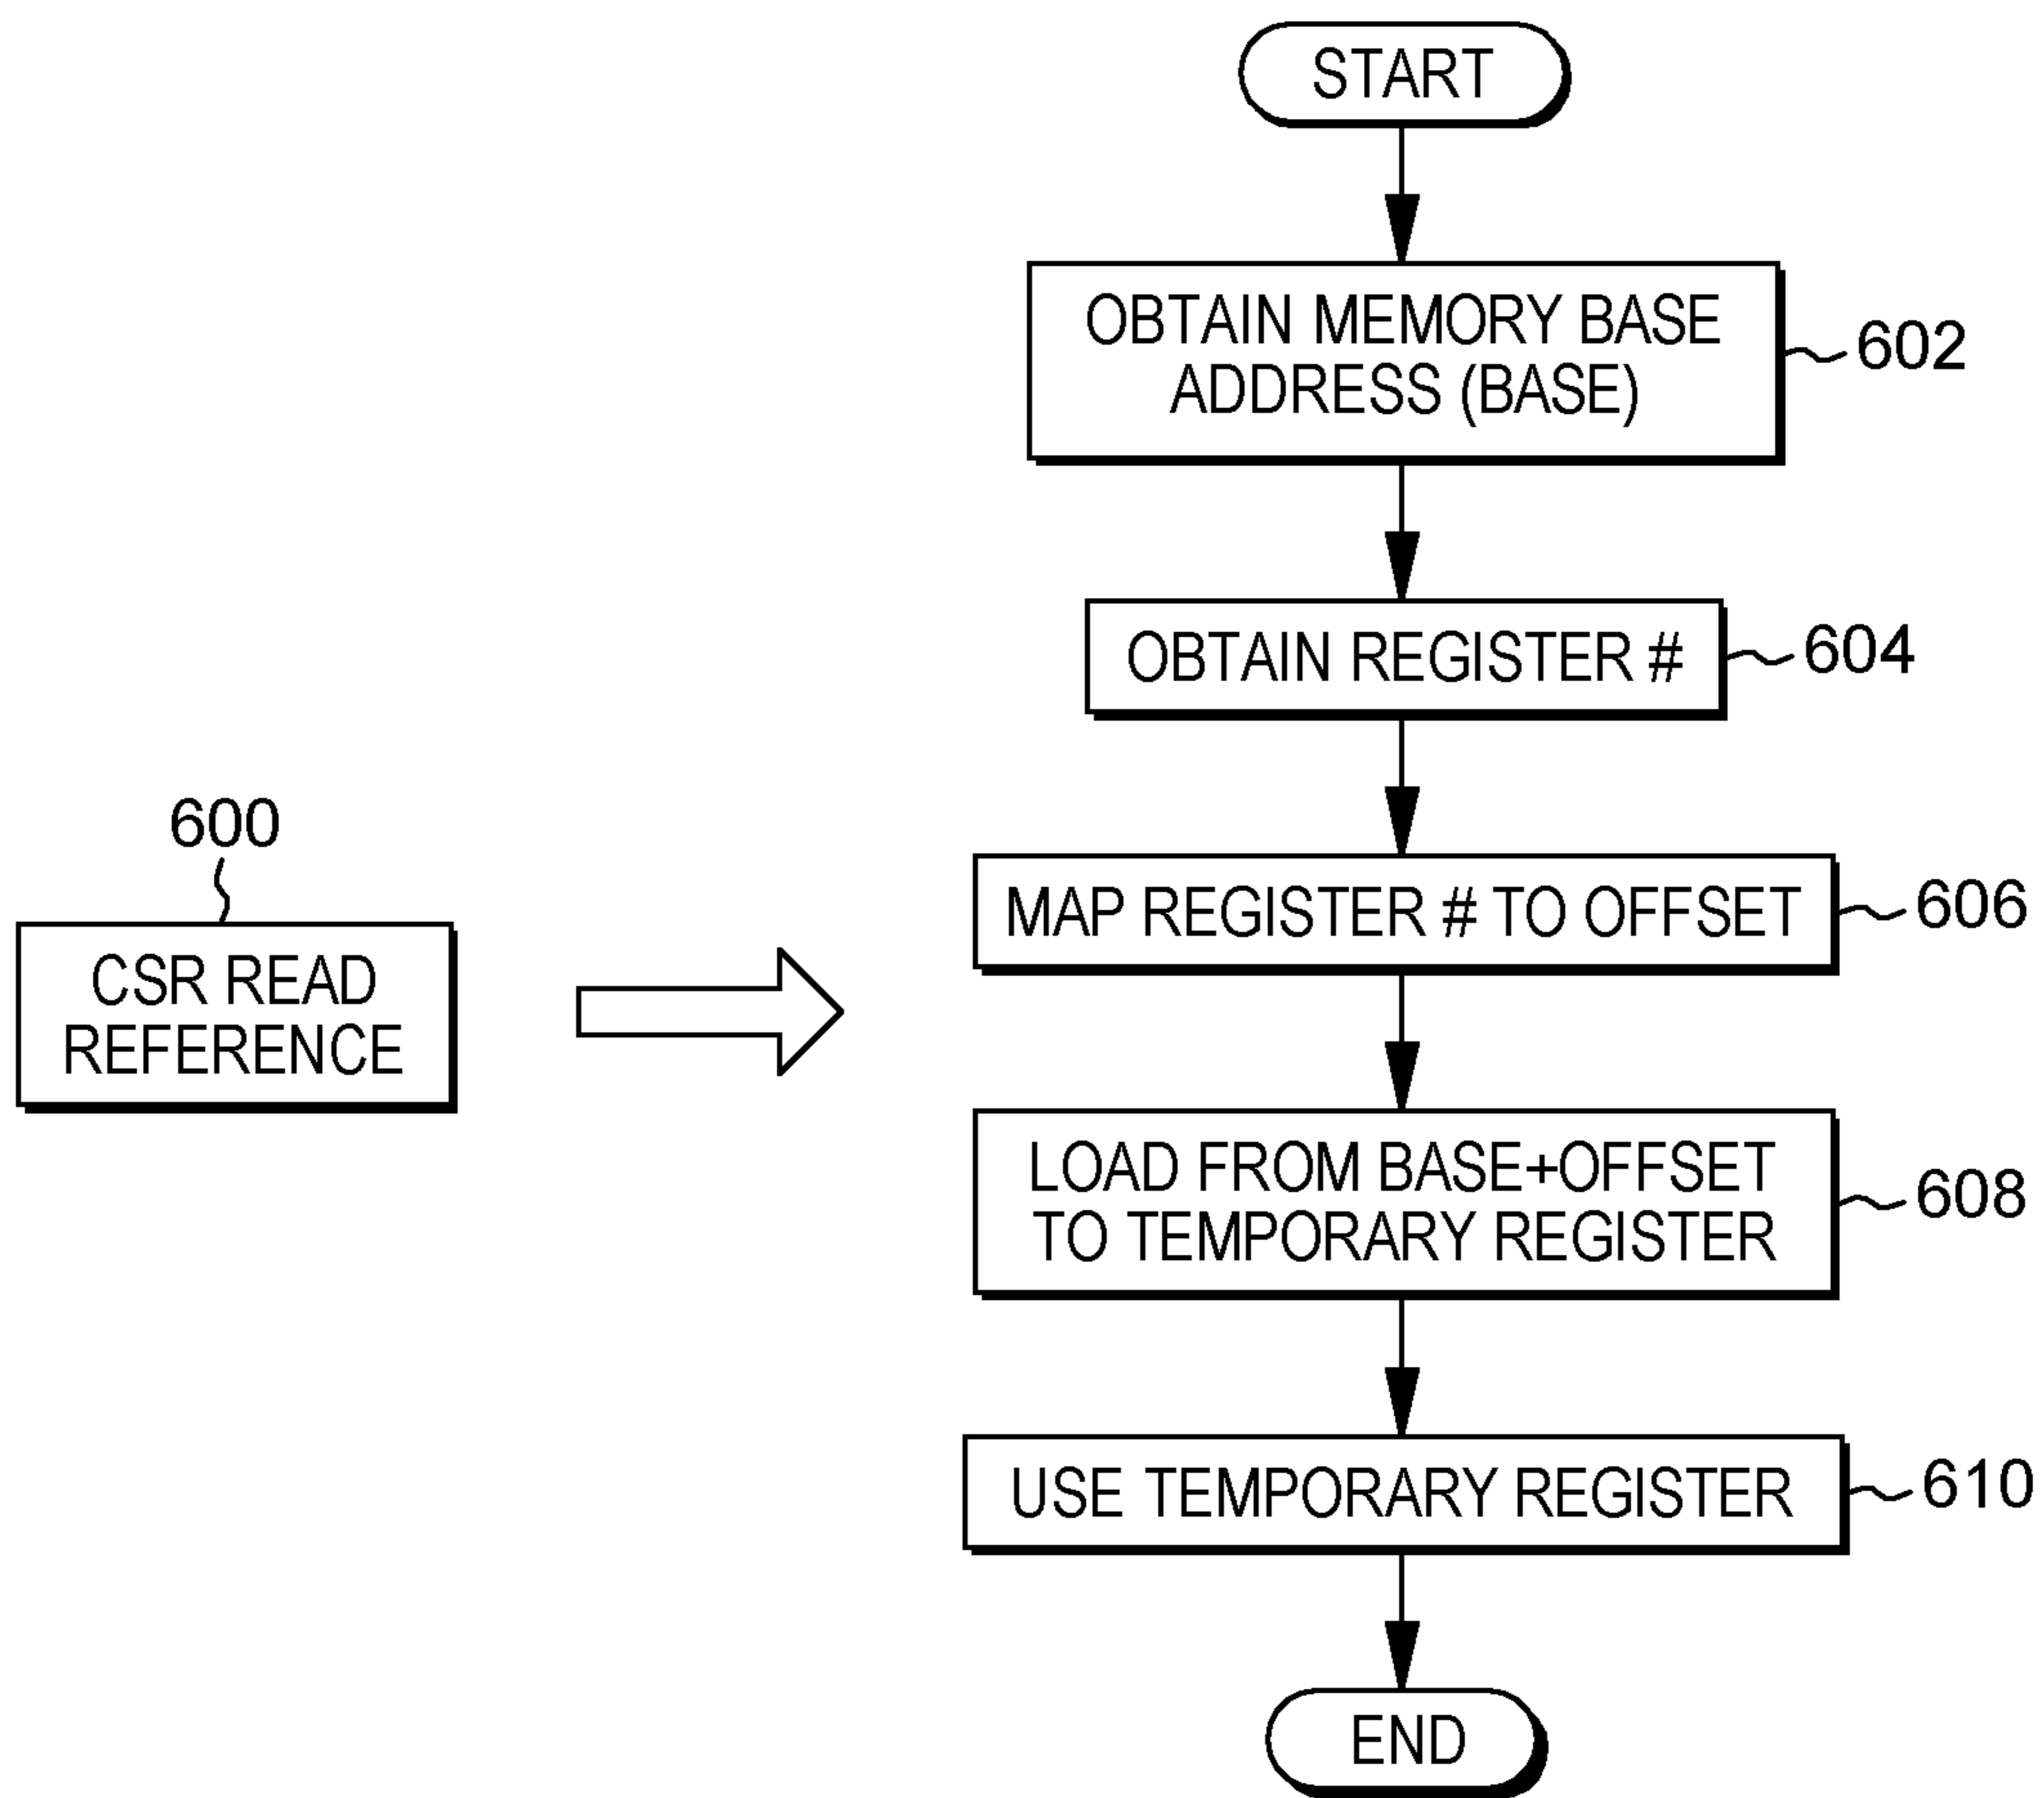 START
OBTAIN MEMORY BASE
ADDRESS (BASE)
602
OBTAIN REGISTER #
604
600
CSR READ
REFERENCE
MAP REGISTER # TO OFFSET
606
LOAD FROM BASE+OFFSET
TO TEMPORARY REGISTER
608
USE TEMPORARY REGISTER
610
END